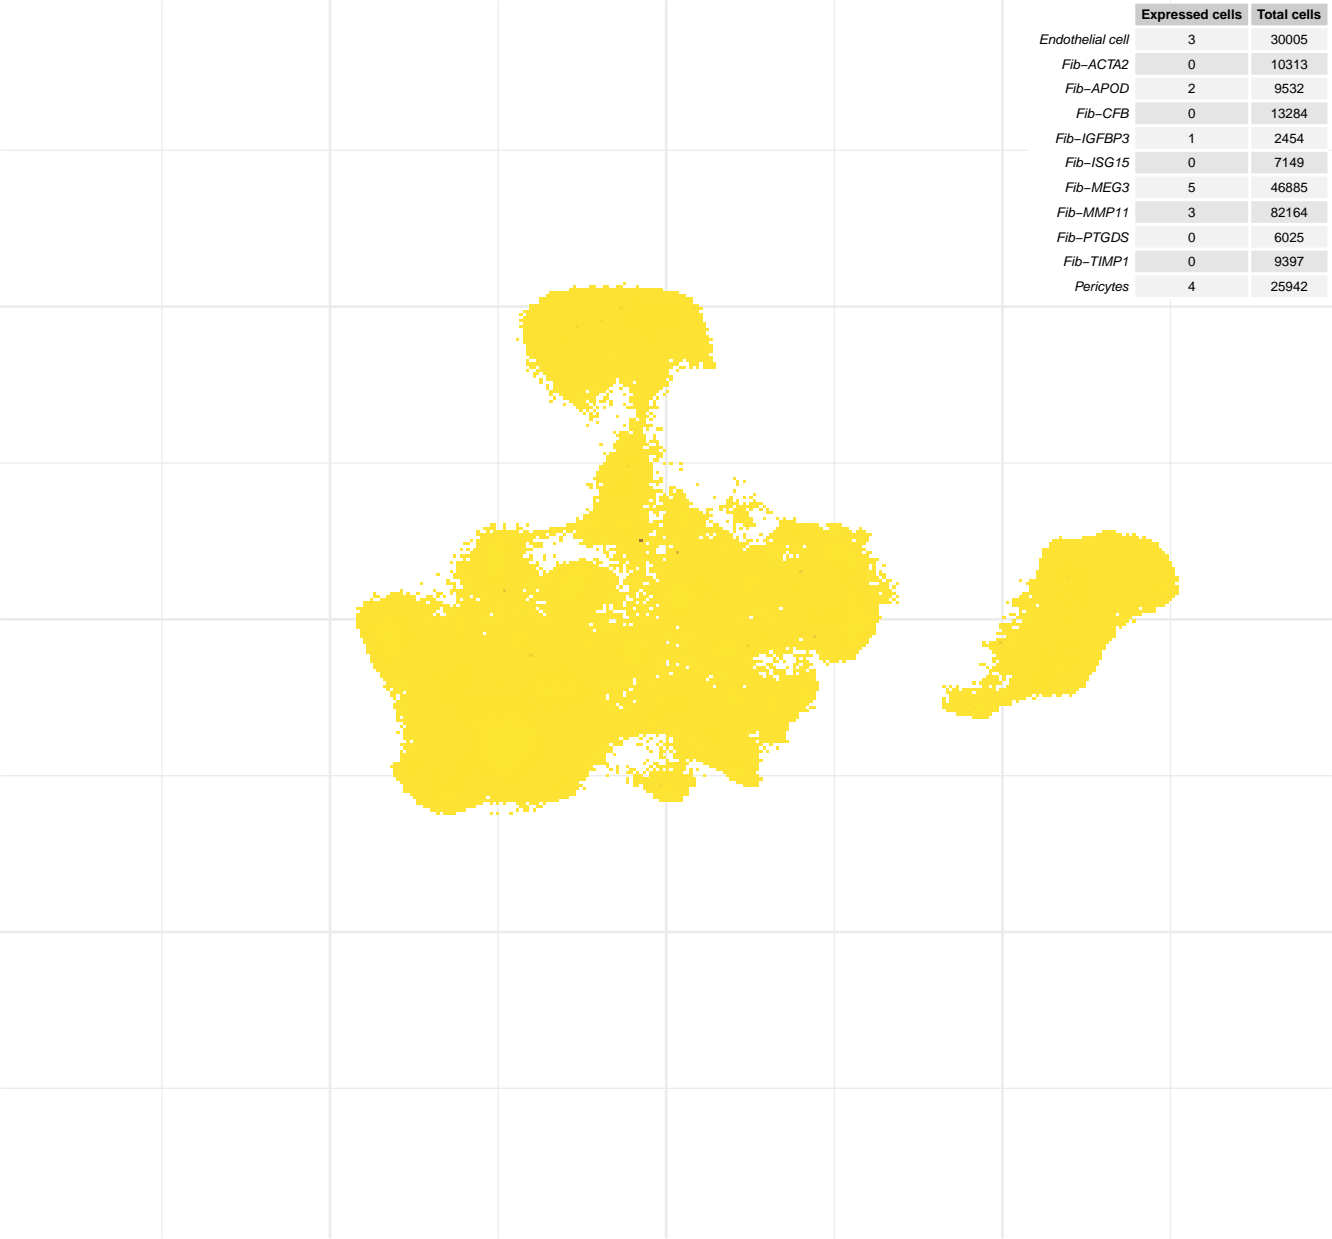 Expressed cells Total cells
Endothelial cell 3 30005
Fib−ACTA2 0 10313
Fib−APOD 2 9532
Fib−CFB 0 13284
Fib−IGFBP3 1 2454
Fib−ISG15 0 7149
Fib−MEG3 5 46885
Fib−MMP11 3 82164
Fib−PTGDS 0 6025
Fib−TIMP1 0 9397
Pericytes 4 25942